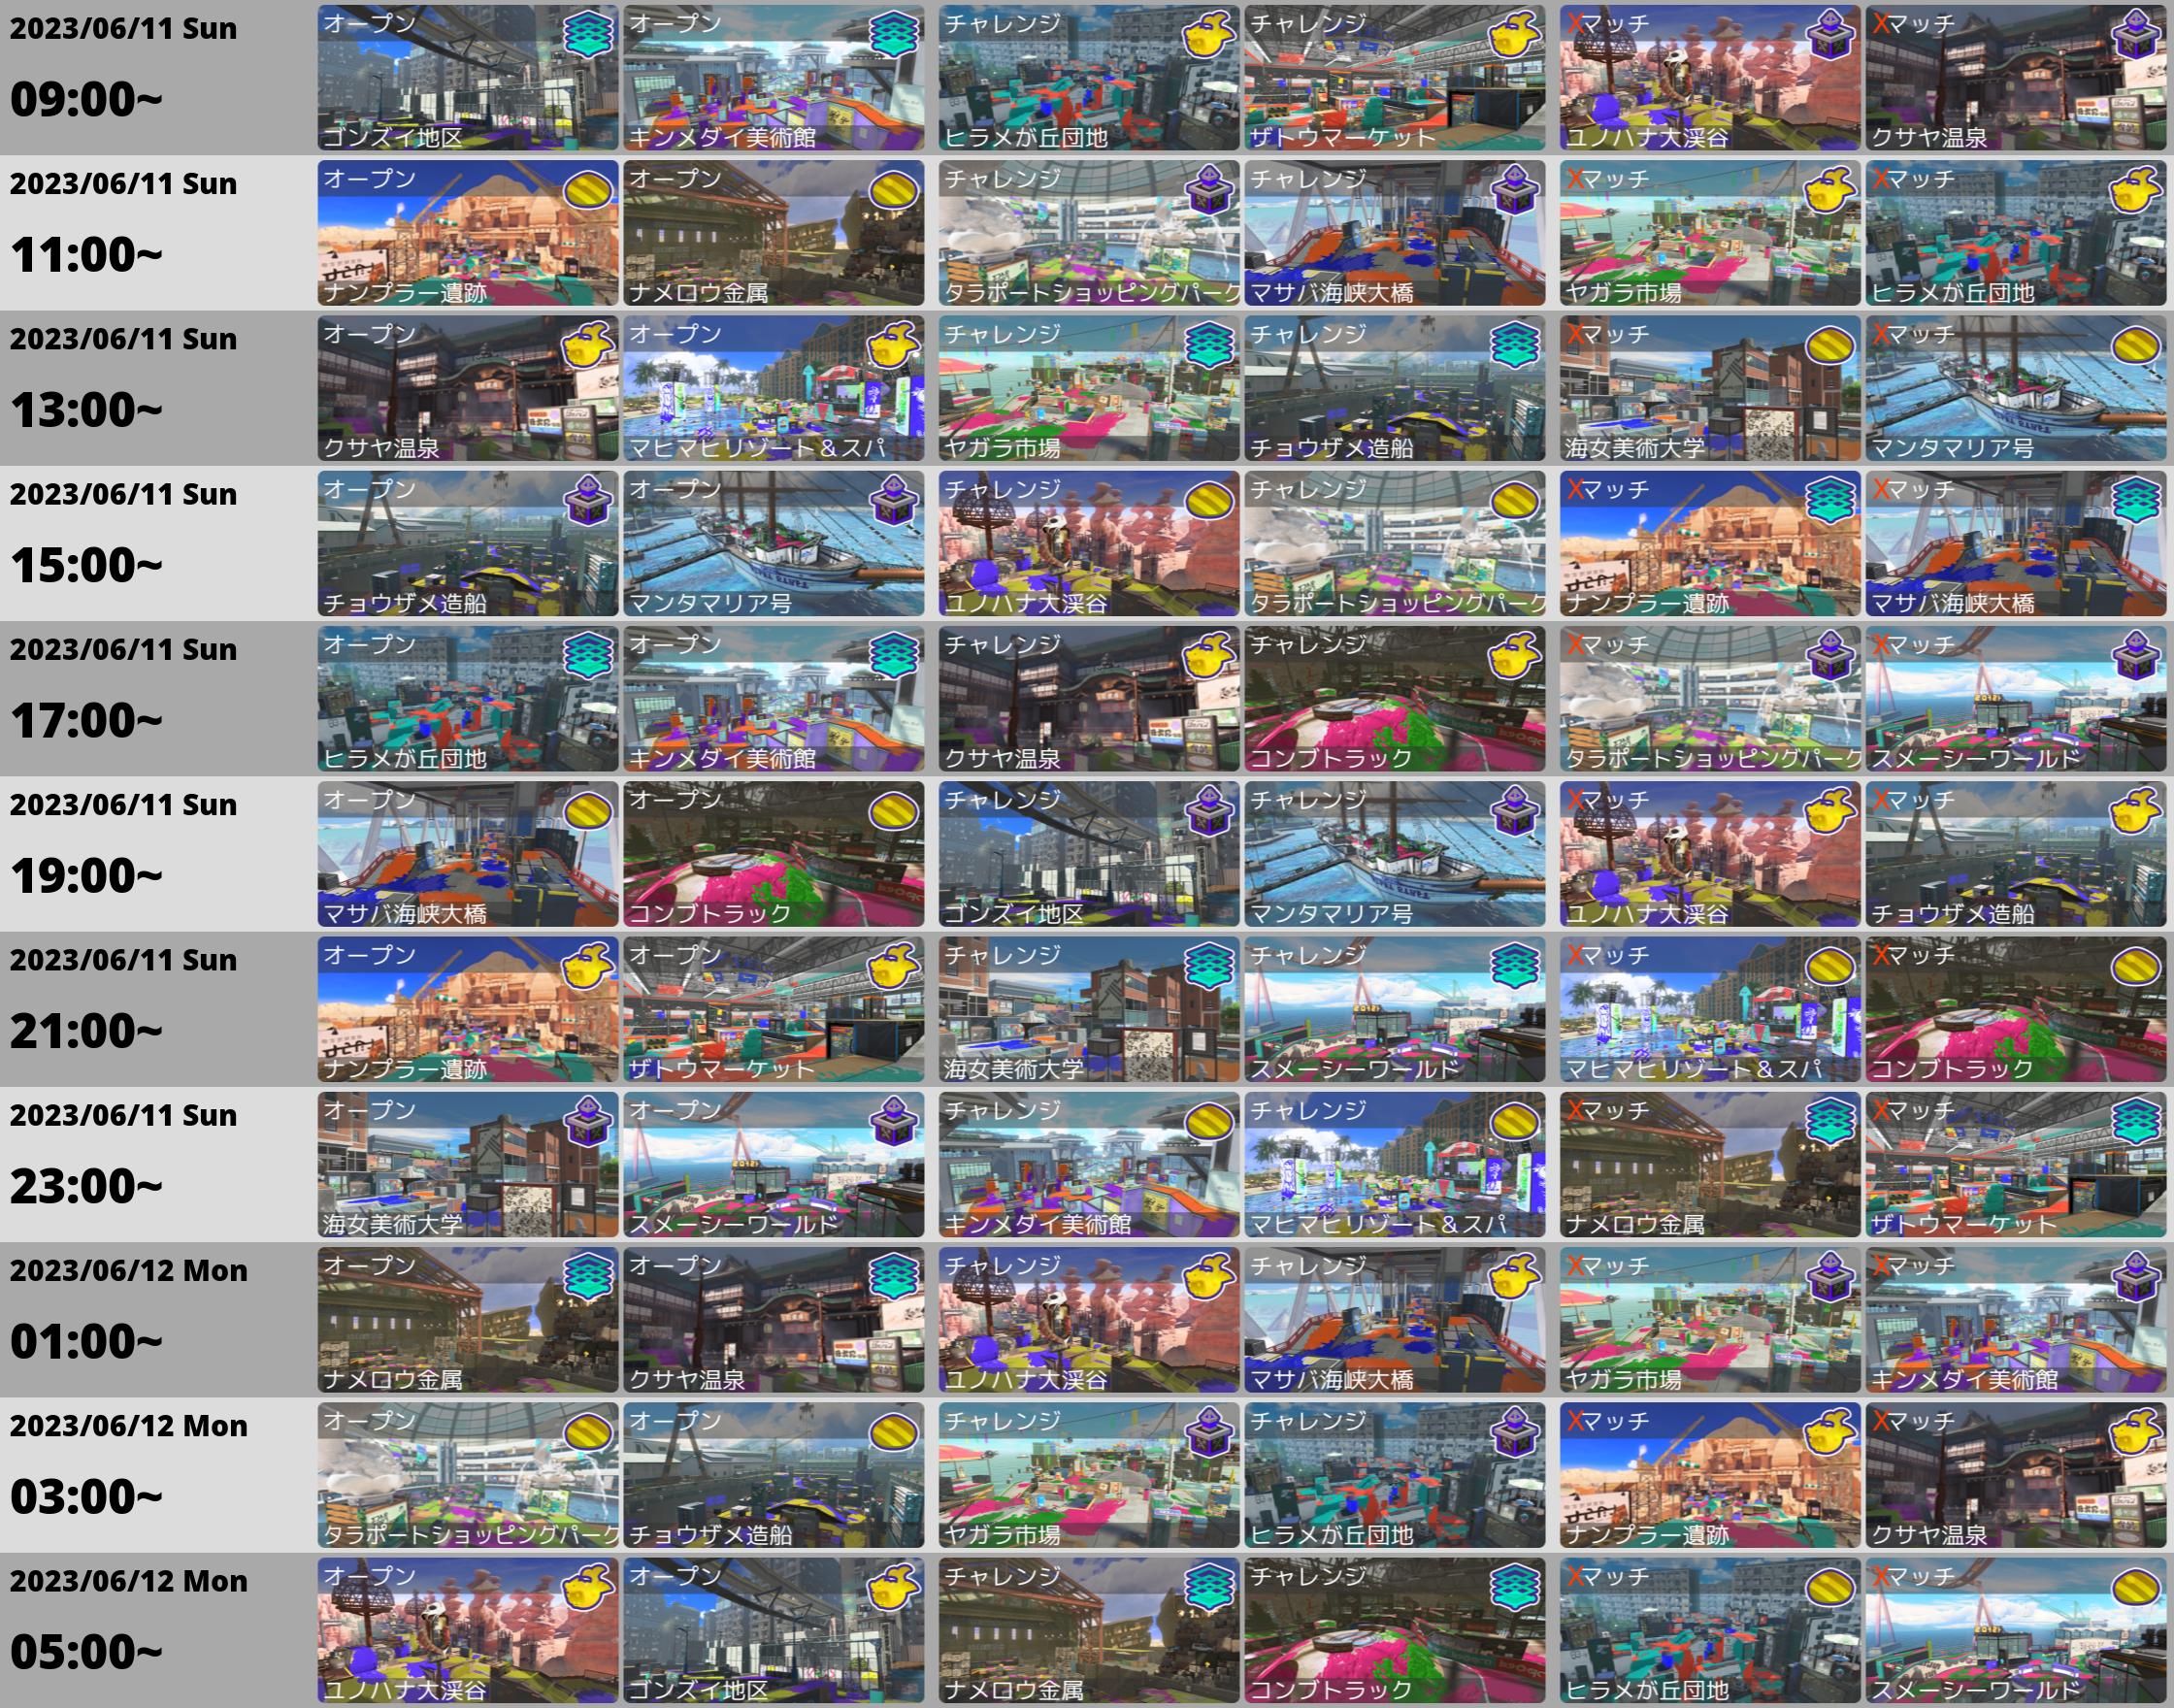 2023/06/11 Sun
09:00~
オープン オープン チャレンジ チャレンジ Xマッチ Xマッチ
ゴンズイ地区 キンメダイ美術館 ヒラメが丘団地 ザトウマーケット ユノハナ大渓谷 クサヤ温泉
2023/06/11 Sun
11:00~
オープン オープン チャレンジ チャレンジ Xマッチ Xマッチ
ナンプラー遺跡 ナメロウ金属 タラポートショッピングパーク マサバ海峡大橋 ヤガラ市場 ヒラメが丘団地
2023/06/11 Sun
13:00~
オープン オープン チャレンジ チャレンジ Xマッチ Xマッチ
クサヤ温泉 マヒマヒリゾート＆スパ ヤガラ市場 チョウザメ造船 海女美術大学 マンタマリア号
2023/06/11 Sun
15:00~
オープン オープン チャレンジ チャレンジ Xマッチ Xマッチ
チョウザメ造船 マンタマリア号 ユノハナ大渓谷 タラポートショッピングパーク ナンプラー遺跡 マサバ海峡大橋
2023/06/11 Sun
17:00~
オープン オープン チャレンジ チャレンジ Xマッチ Xマッチ
ヒラメが丘団地 キンメダイ美術館 クサヤ温泉 コンブトラック タラポートショッピングパーク スメーシーワールド
2023/06/11 Sun
19:00~
オープン オープン チャレンジ チャレンジ Xマッチ Xマッチ
マサバ海峡大橋 コンブトラック ゴンズイ地区 マンタマリア号 ユノハナ大渓谷 チョウザメ造船
2023/06/11 Sun
21:00~
オープン オープン チャレンジ チャレンジ Xマッチ Xマッチ
ナンプラー遺跡 ザトウマーケット 海女美術大学 スメーシーワールド マヒマヒリゾート＆スパ コンブトラック
2023/06/11 Sun
23:00~
オープン オープン チャレンジ チャレンジ Xマッチ Xマッチ
海女美術大学 スメーシーワールド キンメダイ美術館 マヒマヒリゾート＆スパ ナメロウ金属 ザトウマーケット
2023/06/12 Mon
01:00~
オープン オープン チャレンジ チャレンジ Xマッチ Xマッチ
ナメロウ金属 クサヤ温泉 ユノハナ大渓谷 マサバ海峡大橋 ヤガラ市場 キンメダイ美術館
2023/06/12 Mon
03:00~
オープン オープン チャレンジ チャレンジ Xマッチ Xマッチ
タラポートショッピングパーク チョウザメ造船 ヤガラ市場 ヒラメが丘団地 ナンプラー遺跡 クサヤ温泉
2023/06/12 Mon
05:00~
オープン オープン チャレンジ チャレンジ Xマッチ Xマッチ
ユノハナ大渓谷 ゴンズイ地区 ナメロウ金属 コンブトラック ヒラメが丘団地 スメーシーワールド